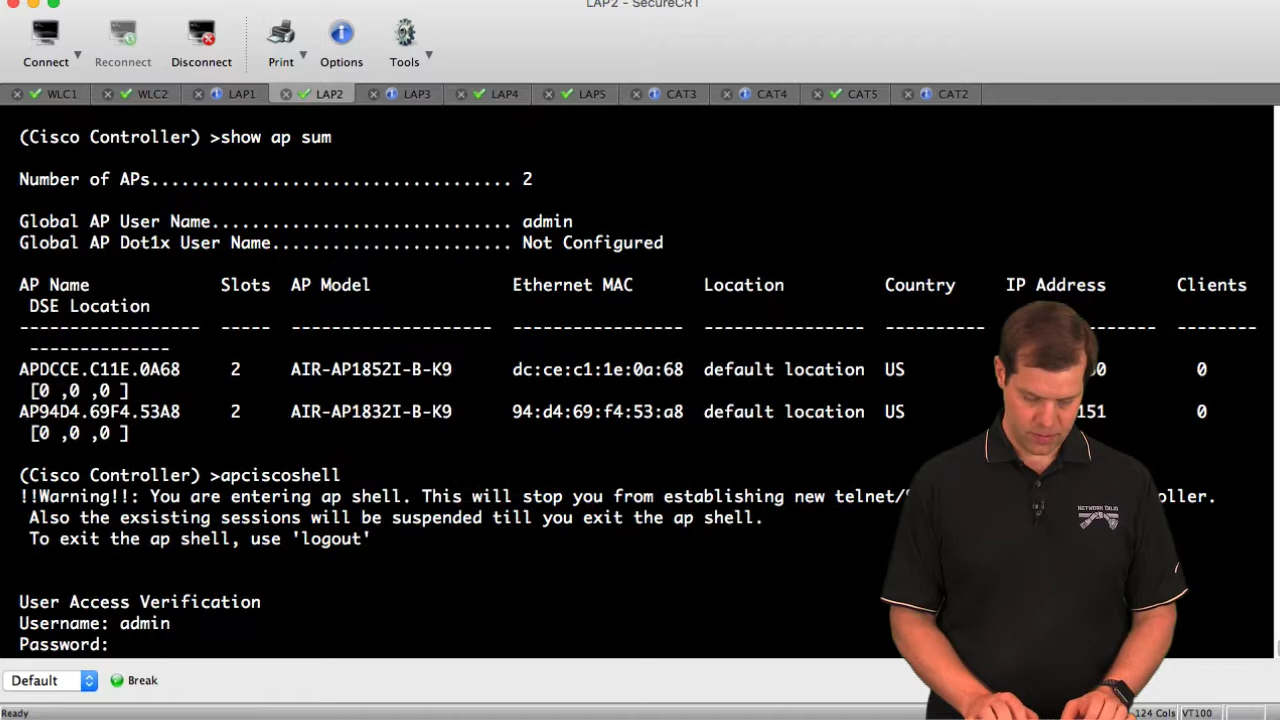 LAP2 - SecureCRT
Connect
Reconnect
Disconnect
Print
Options
Tools
WLC1
WLC2
LAP1
LAP2
LAP3
LAP4
LAP5
CAT3
CAT4
CAT5
CAT2
(Cisco Controller) >show ap sum
Number of APs.................................... 2
Global AP User Name.............................. admin
Global AP Dot1x User Name........................ Not Configured
AP Name Slots AP Model Ethernet MAC Location Country IP Address Clients
DSE Location
------------------ ----- -------------------- ----------------- ---------------- ---------- -------- --------
--------------
APDCCE.C11E.0A68 2 AIR-AP1852I-B-K9 dc:ce:c1:1e:0a:68 default location US 0
[0 ,0 ,0 ]
AP94D4.69F4.53A8 2 AIR-AP1832I-B-K9 94:d4:69:f4:53:a8 default location US 151 0
[0 ,0 ,0 ]
(Cisco Controller) >apciscoshell
!!Warning!!: You are entering ap shell. This will stop you from establishing new telnet/
Also the exsisting sessions will be suspended till you exit the ap shell.
To exit the ap shell, use 'logout'
User Access Verification
Username: admin
Password:
NETWORK DOJO
Default
Break
Ready
124 Cols
VT100